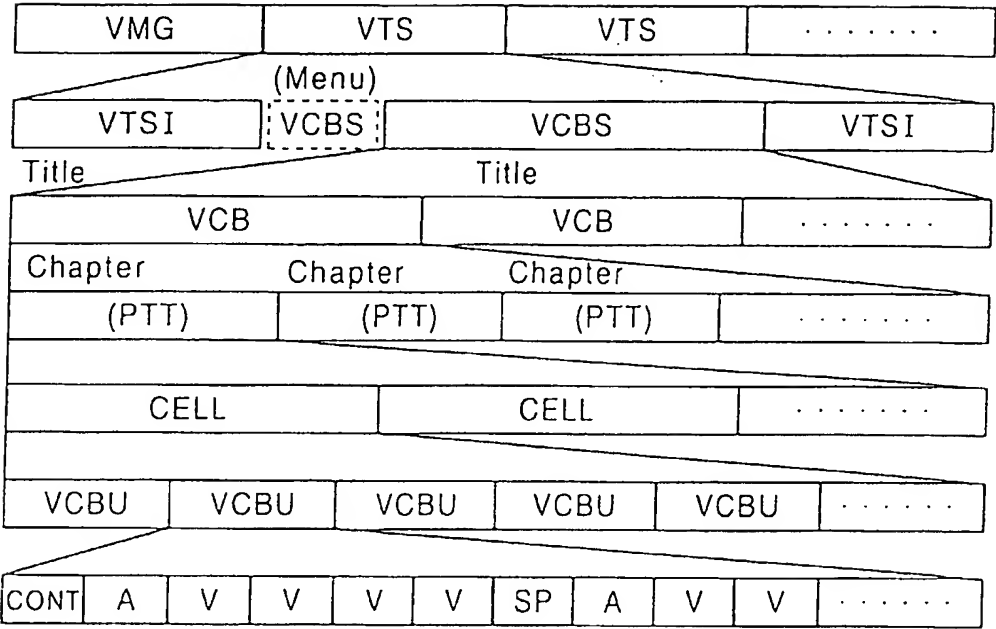 VMG VTS VTS .......
(Menu)
VTSI VCBS VCBS VTSI
Title Title
VCB VCB .......
Chapter Chapter Chapter
(PTT) (PTT) (PTT) .......
CELL CELL .......
VCBU VCBU VCBU VCBU VCBU ......
CONT A V V V V SP A V V ......